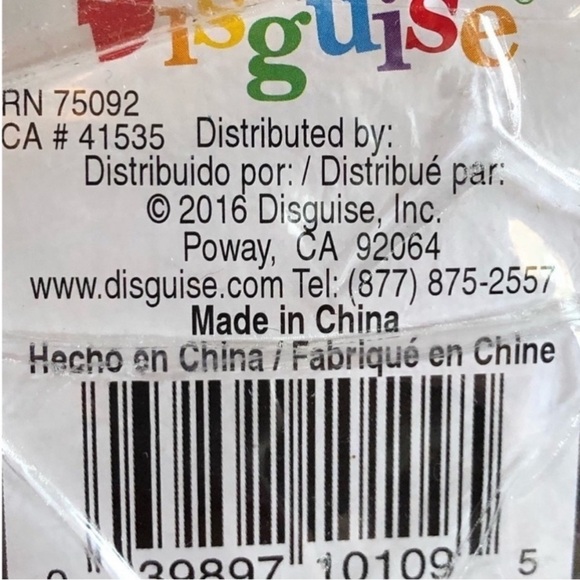 Disguise
RN 75092
CA # 41535 Distributed by:
Distribuido por: / Distribué par:
© 2016 Disguise, Inc.
Poway, CA 92064
www.disguise.com Tel: (877) 875-2557
Made in China
Hecho en China / Fabriqué en Chine
0 39897 10109 5